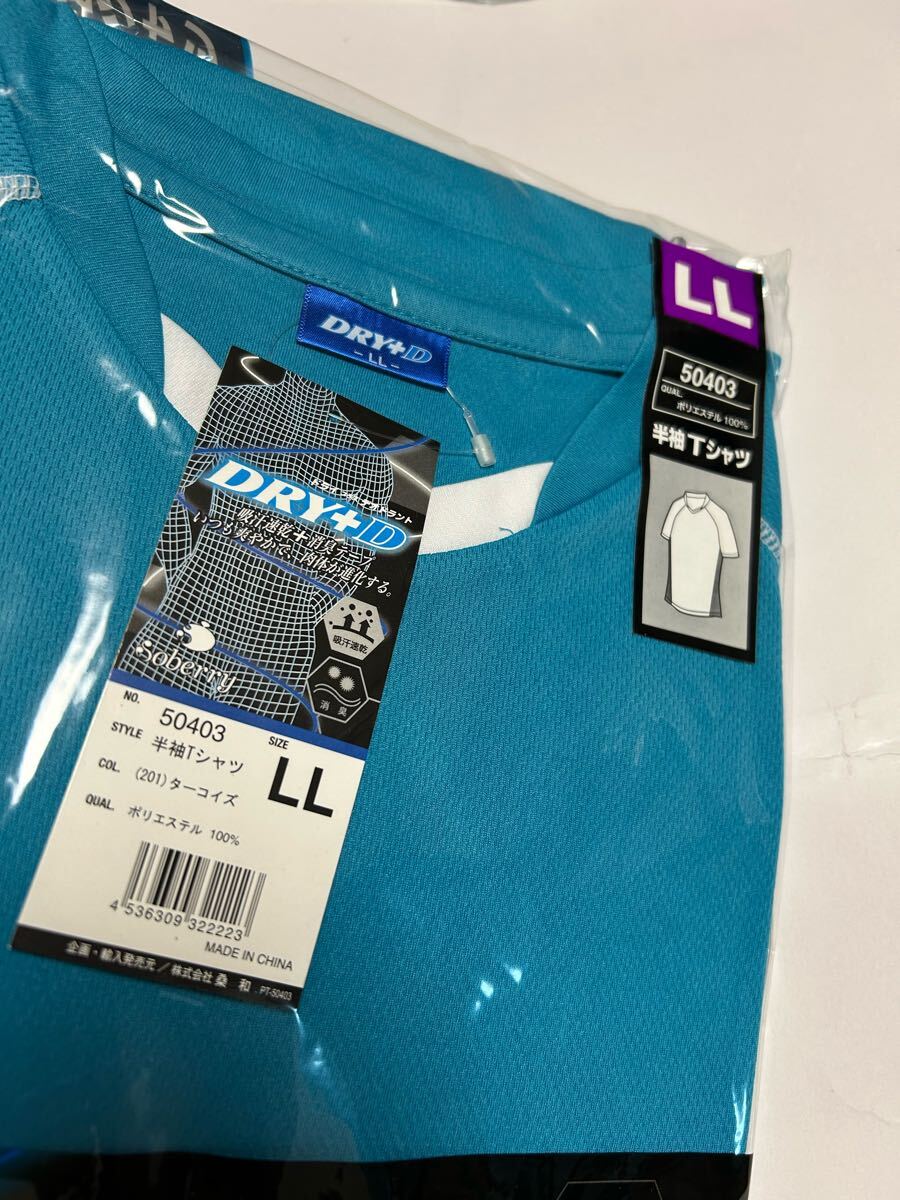 LL
50403
QUAL.
ポリエステル 100%
半袖Tシャツ
DRY+D
- LL -
DRY+D
吸汗速乾+消臭テープ
いつも爽やかで、肉体が進化する。
吸汗速乾
消臭
Soberry
NO. 50403
STYLE 半袖Tシャツ
COL. (201)ターコイズ
QUAL. ポリエステル 100%
SIZE
LL
4 536309 322223
MADE IN CHINA
企画・輸入発売元/株式会社 桑和 PT-50403